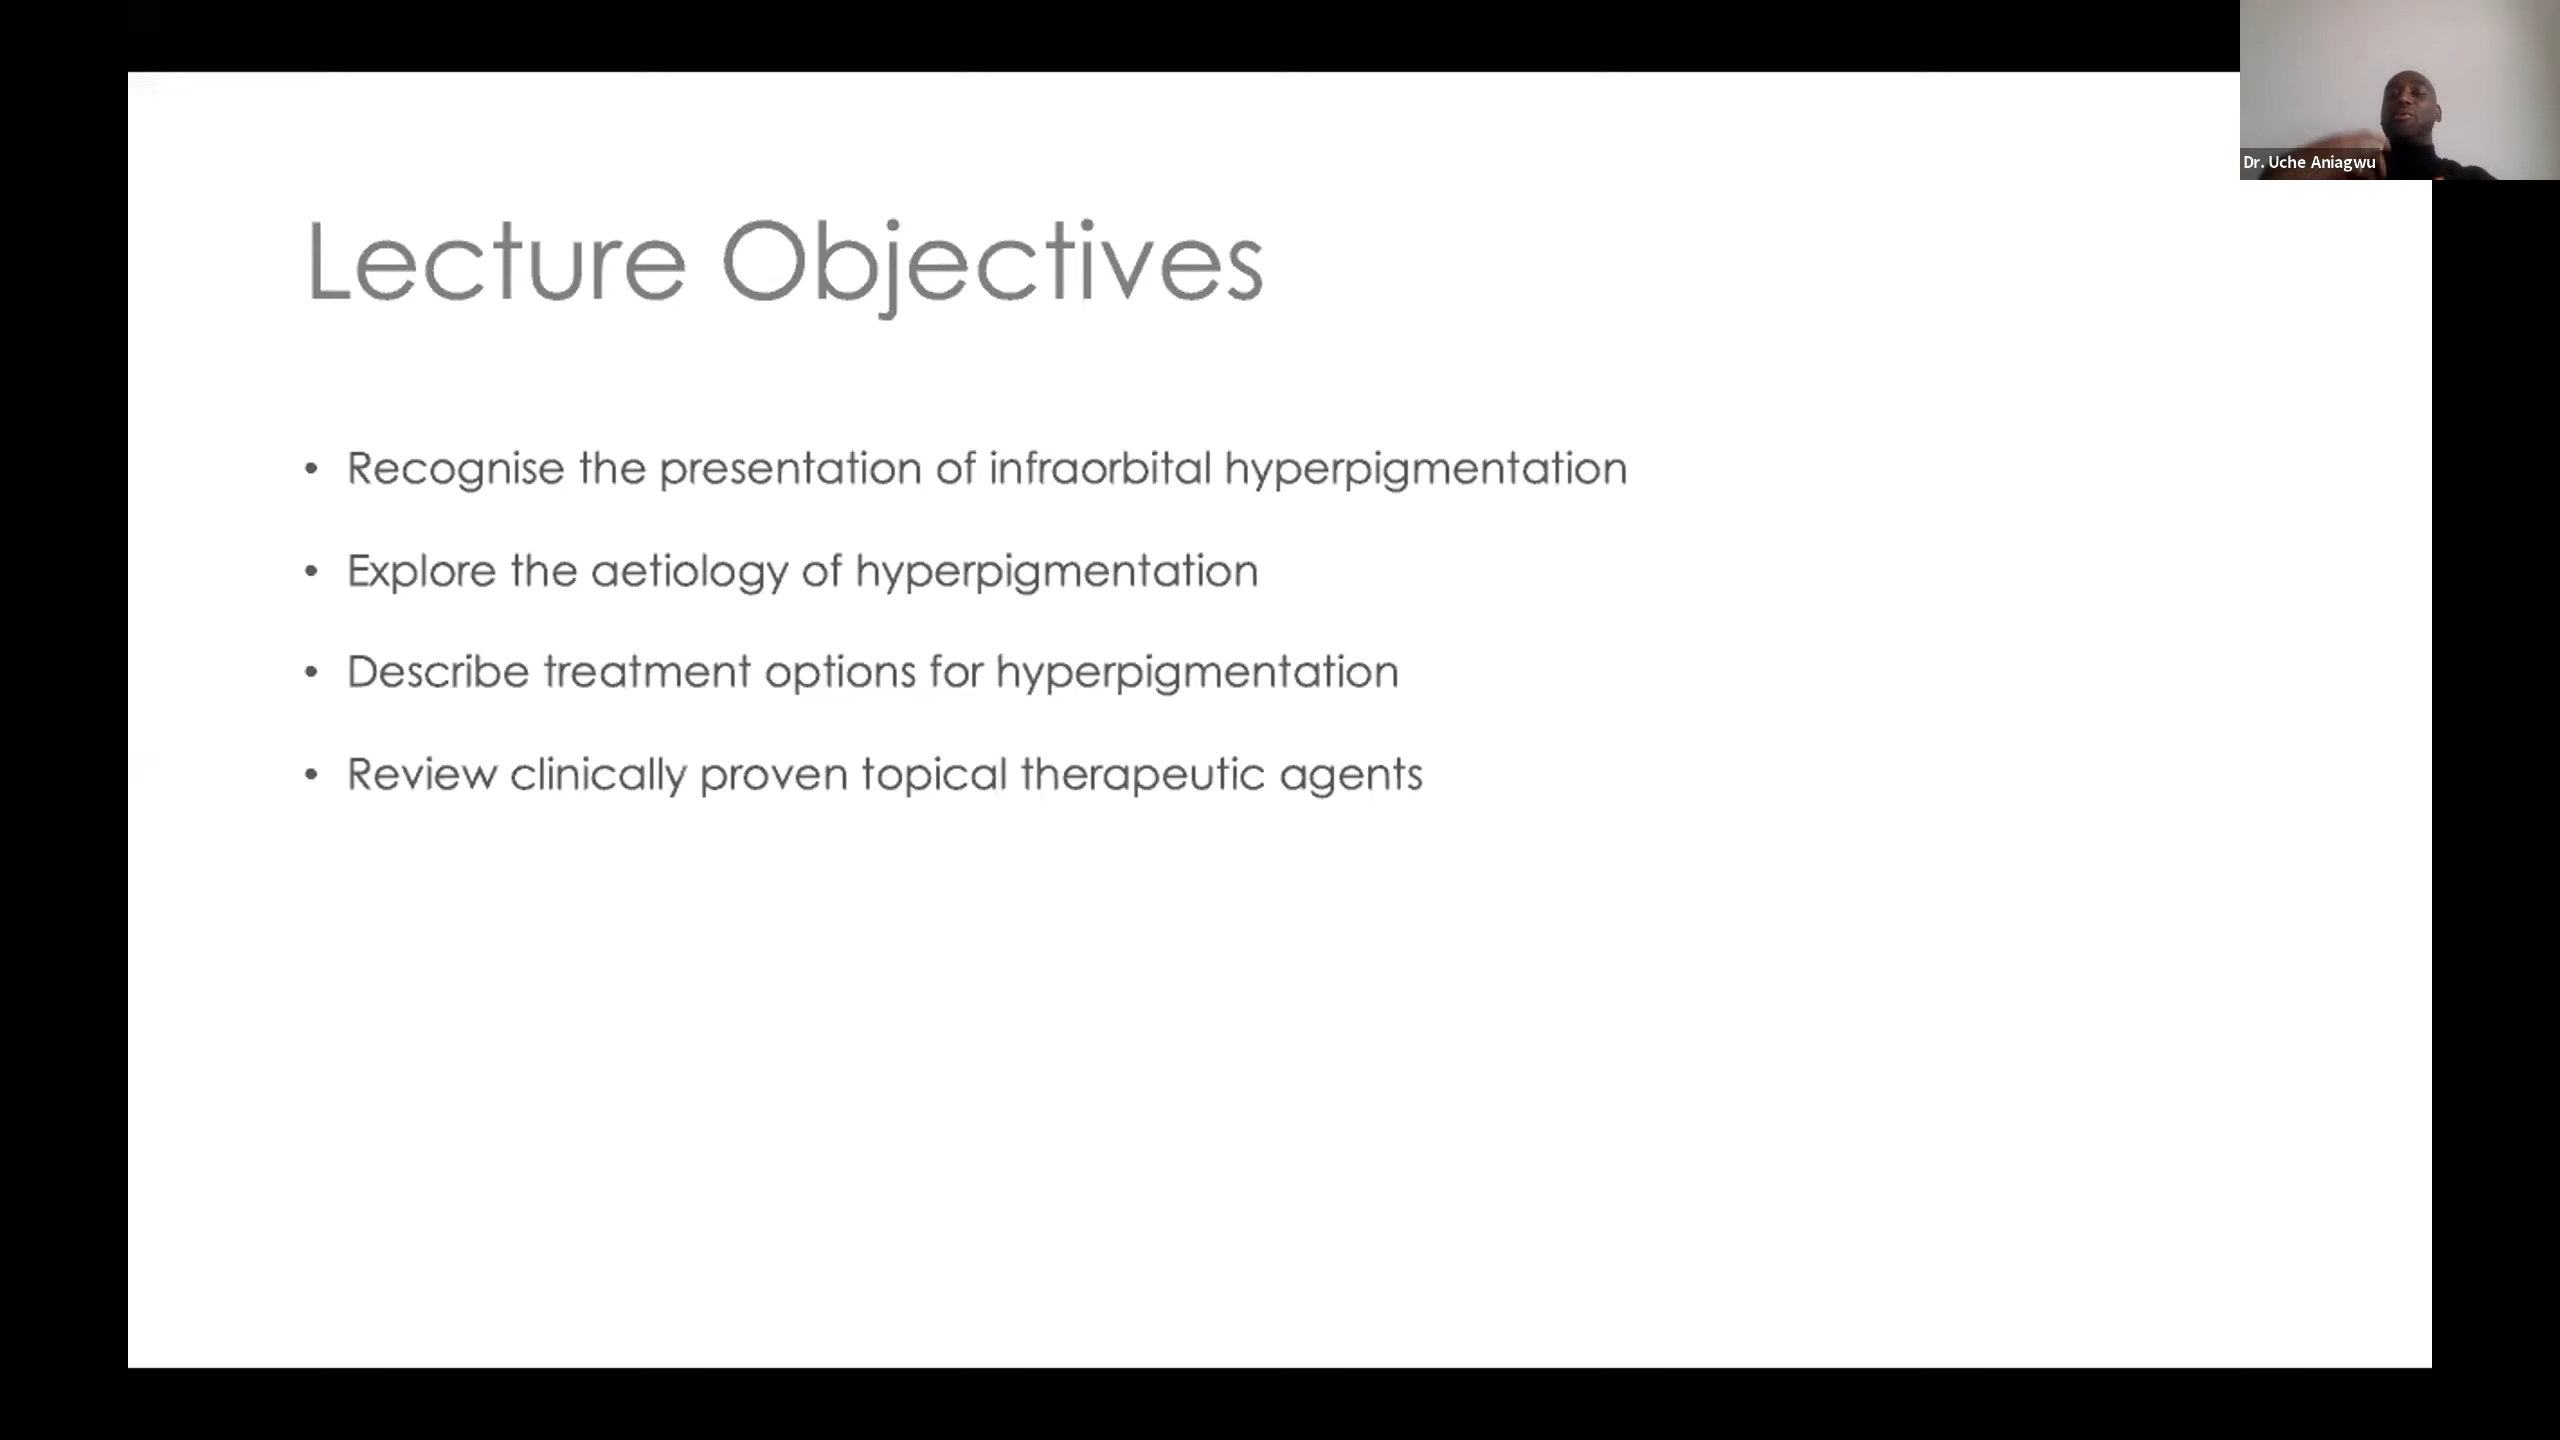 Dr. Uche Aniagwu
Lecture Objectives
• Recognise the presentation of infraorbital hyperpigmentation
• Explore the aetiology of hyperpigmentation
• Describe treatment options for hyperpigmentation
• Review clinically proven topical therapeutic agents